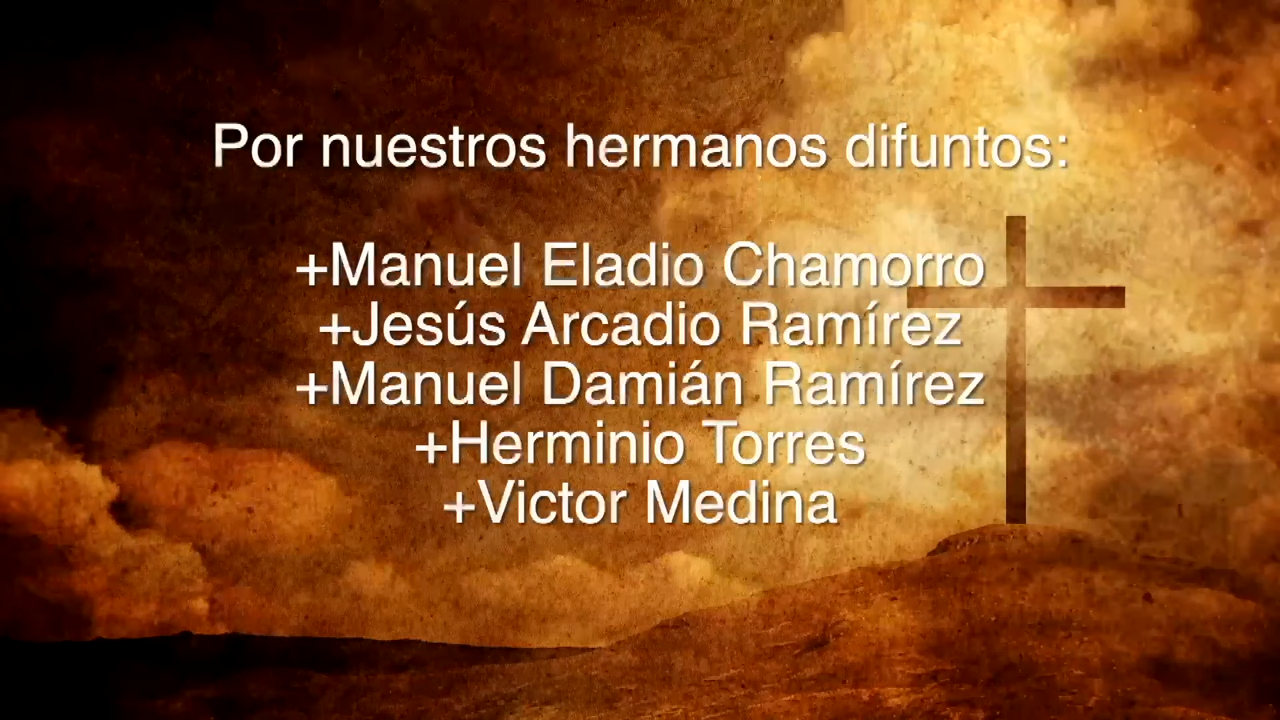 Por nuestros hermanos difuntos:
+Manuel Eladio Chamorro
+Jesús Arcadio Ramírez
+Manuel Damián Ramírez
+Herminio Torres
+Victor Medina